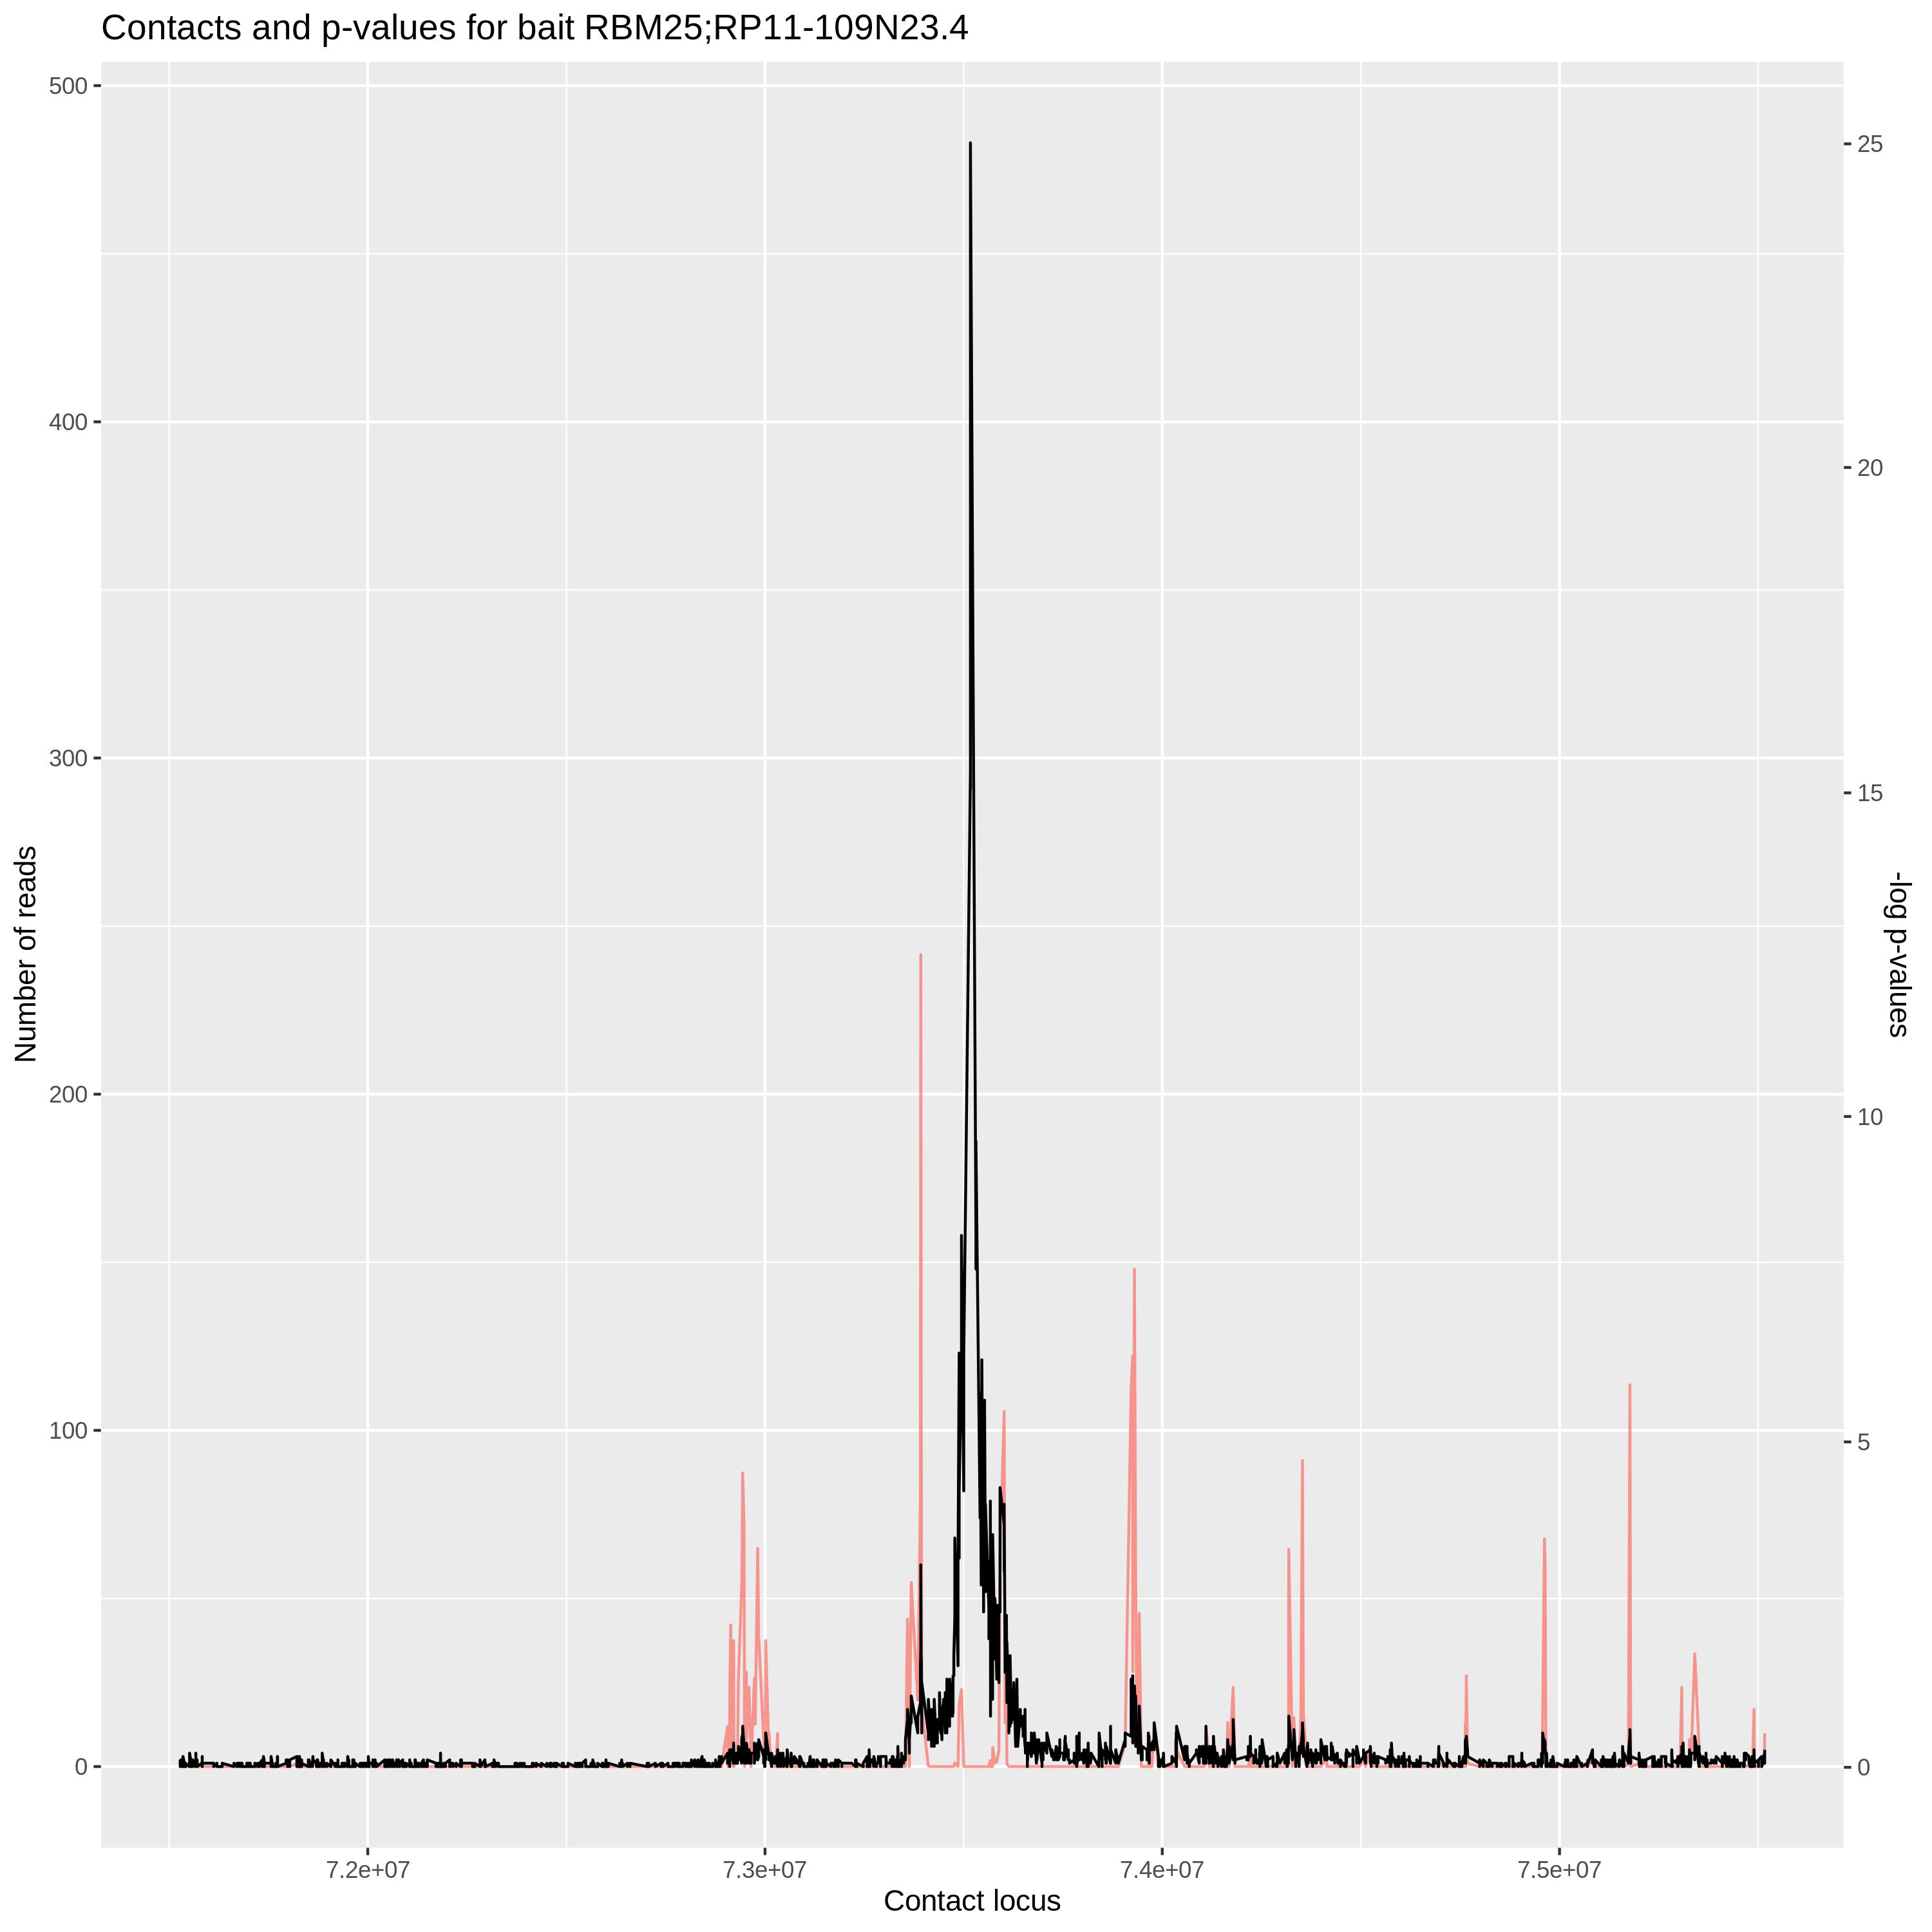 Contacts and p-values for bait RBM25;RP11-109N23.4
500
400
300
200
100
0
Number of reads
25
20
15
10
5
0
-log p-values
7.2e+07
7.3e+07
7.4e+07
7.5e+07
Contact locus